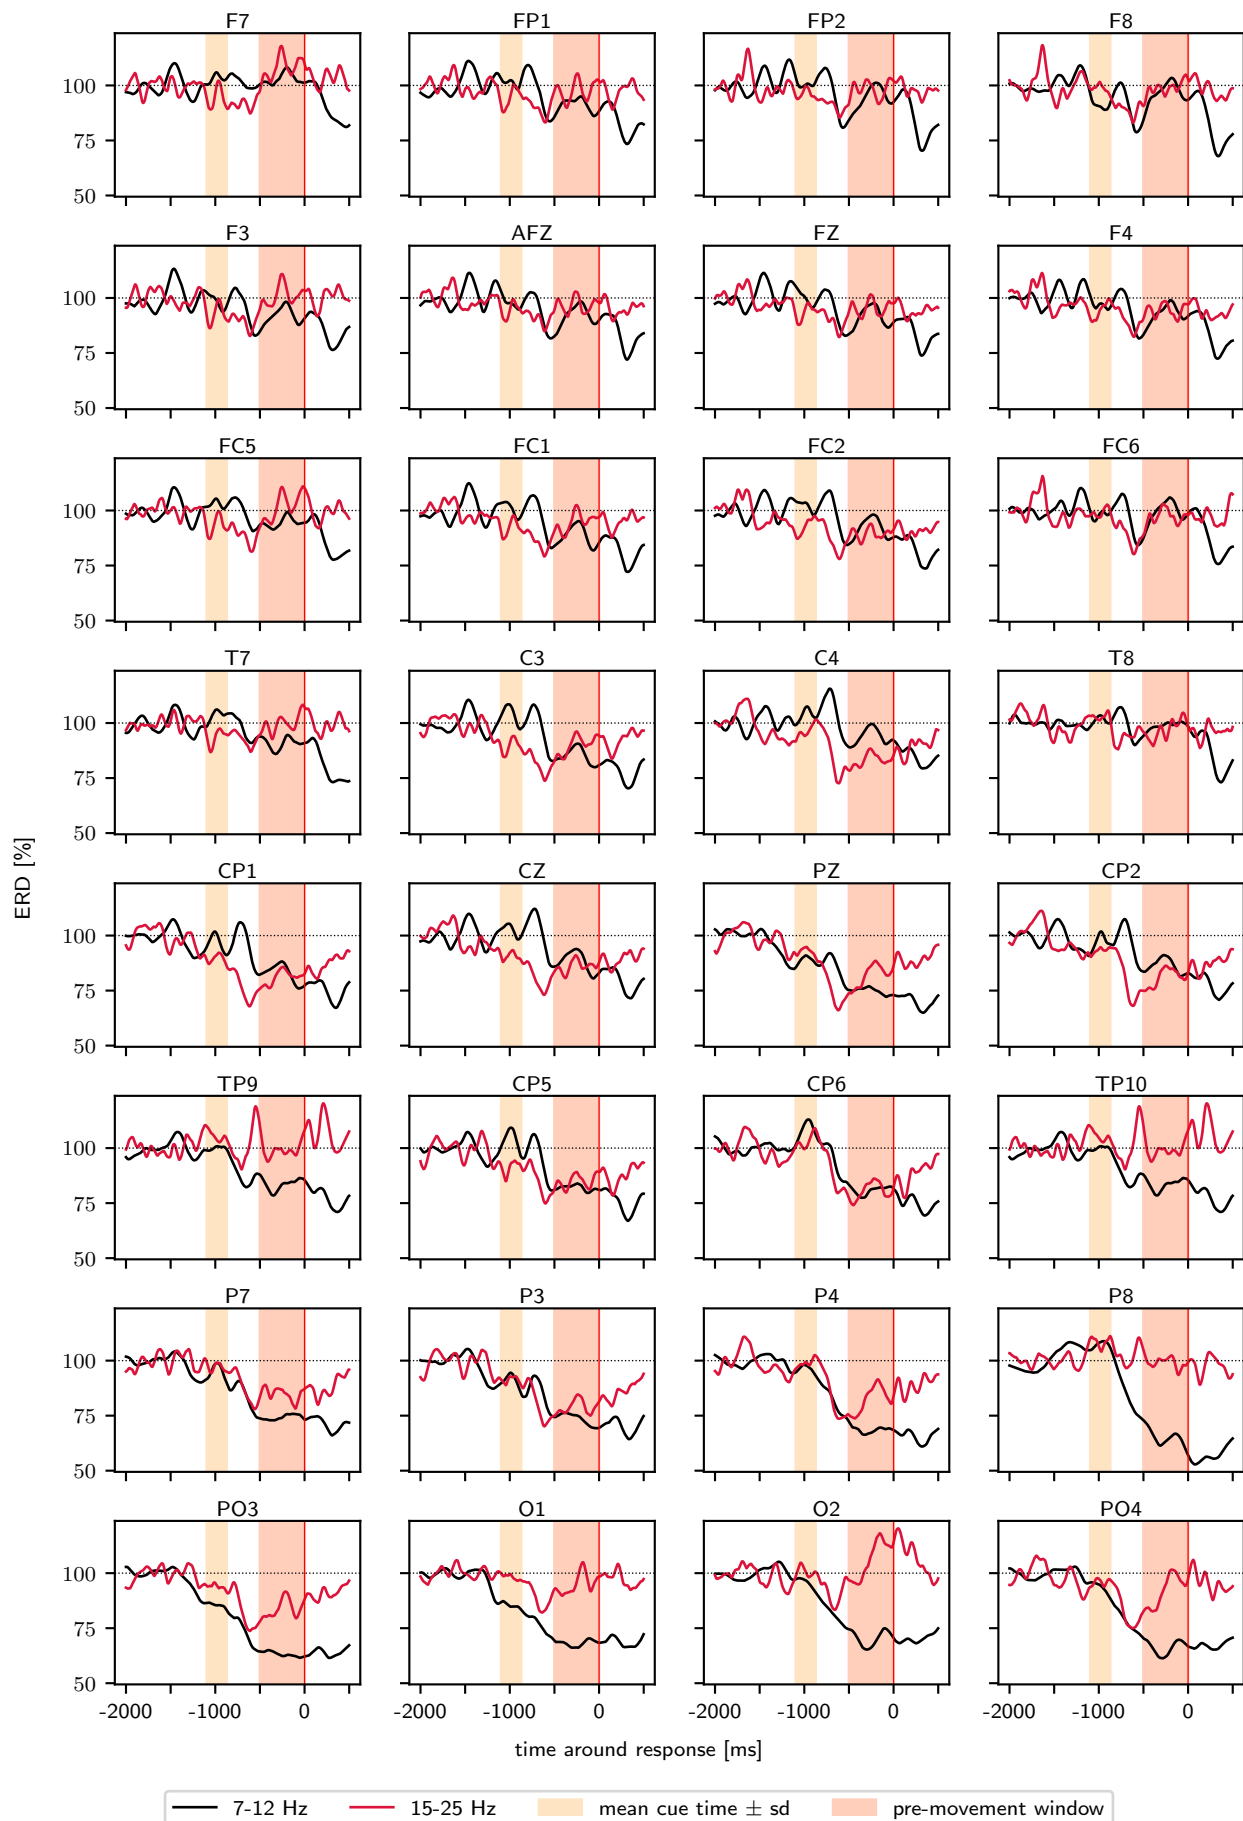 F7 FP1 FP2 F8
100
75
50
F3 AFZ FZ F4
100
75
50
FC5 FC1 FC2 FC6
100
75
50
T7 C3 C4 T8
100
75
50
ERD [%]
CP1 CZ PZ CP2
100
75
50
TP9 CP5 CP6 TP10
100
75
50
P7 P3 P4 P8
100
75
50
PO3 O1 O2 PO4
100
75
50
-2000 -1000 0 -2000 -1000 0 -2000 -1000 0 -2000 -1000 0
time around response [ms]
7-12 Hz 15-25 Hz mean cue time ± sd pre-movement window